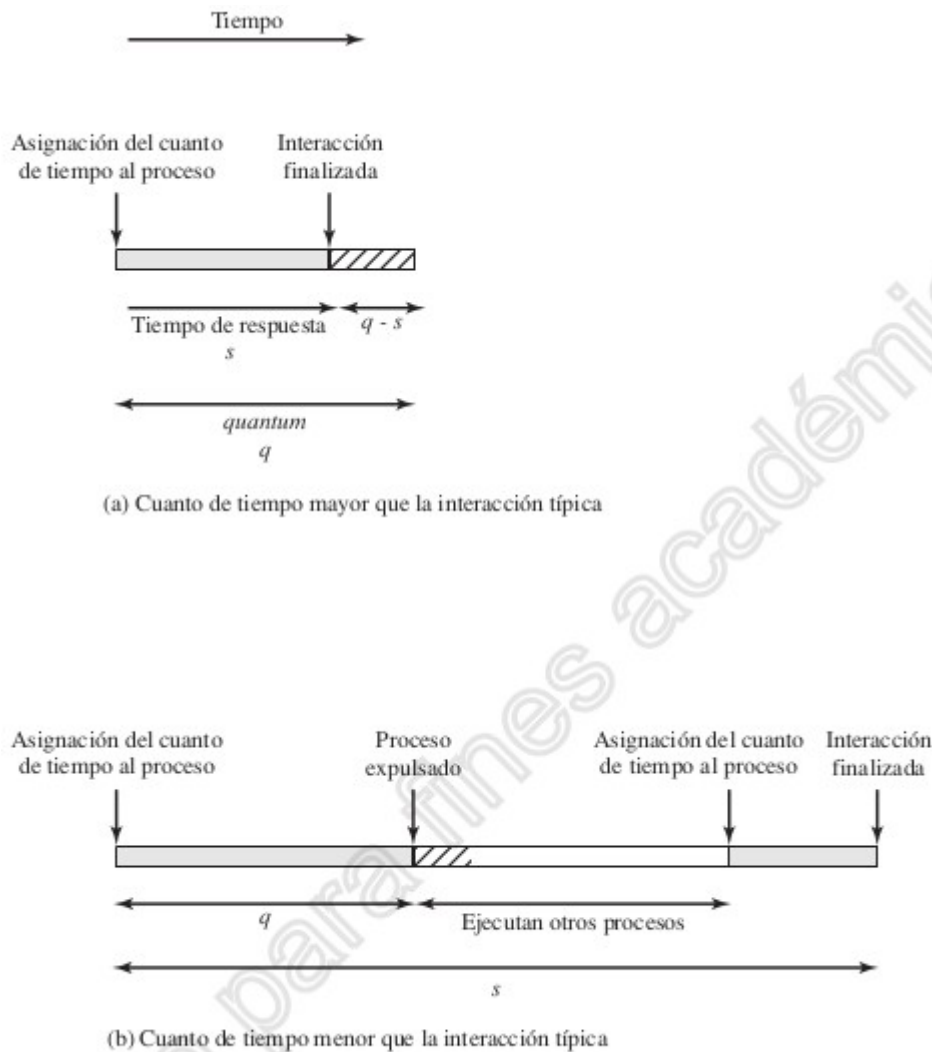 Tiempo
Asignación del cuanto
de tiempo al proceso
Interacción
finalizada
Tiempo de respuesta
s
q - s
quantum
q
(a) Cuanto de tiempo mayor que la interacción típica
Asignación del cuanto
de tiempo al proceso
Proceso
expulsado
Asignación del cuanto
de tiempo al proceso
Interacción
finalizada
q
Ejecutan otros procesos
s
(b) Cuanto de tiempo menor que la interacción típica
para fines